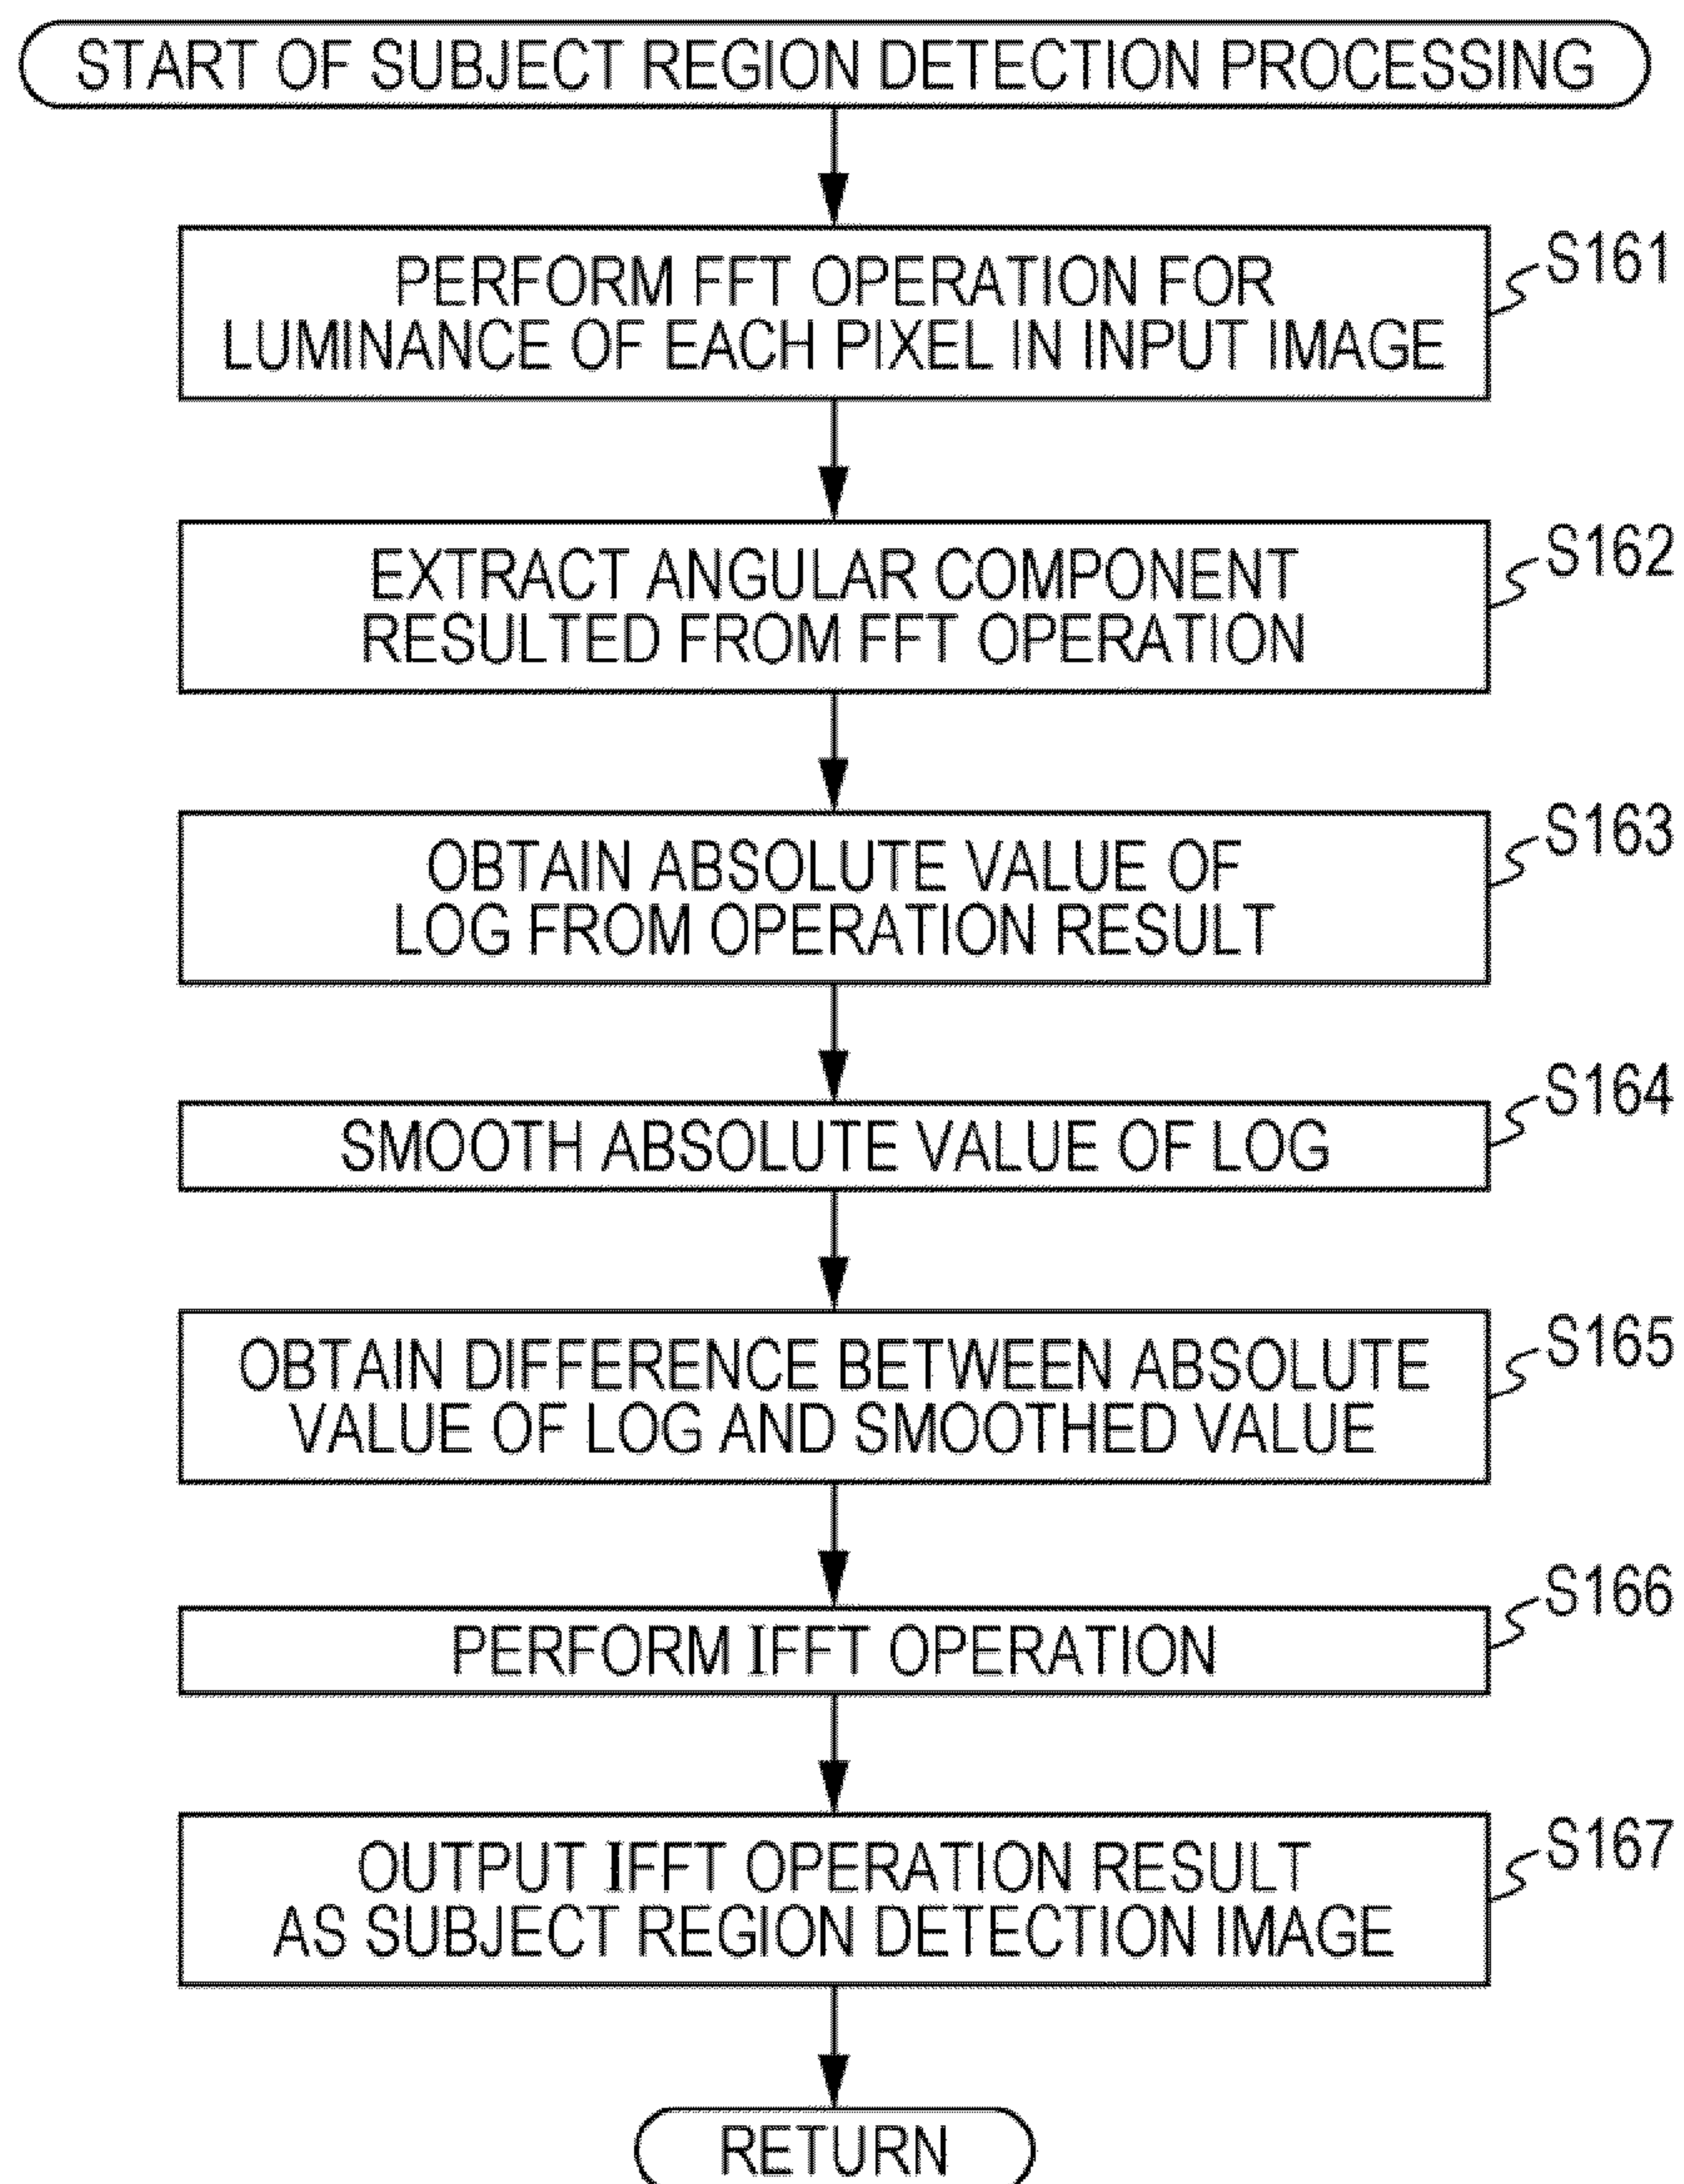 START OF SUBJECT REGION DETECTION PROCESSING
PERFORM FFT OPERATION FOR
LUMINANCE OF EACH PIXEL IN INPUT IMAGE
S161
EXTRACT ANGULAR COMPONENT
RESULTED FROM FFT OPERATION
S162
OBTAIN ABSOLUTE VALUE OF
LOG FROM OPERATION RESULT
S163
SMOOTH ABSOLUTE VALUE OF LOG
S164
OBTAIN DIFFERENCE BETWEEN ABSOLUTE
VALUE OF LOG AND SMOOTHED VALUE
S165
PERFORM IFFT OPERATION
S166
OUTPUT IFFT OPERATION RESULT
AS SUBJECT REGION DETECTION IMAGE
S167
RETURN